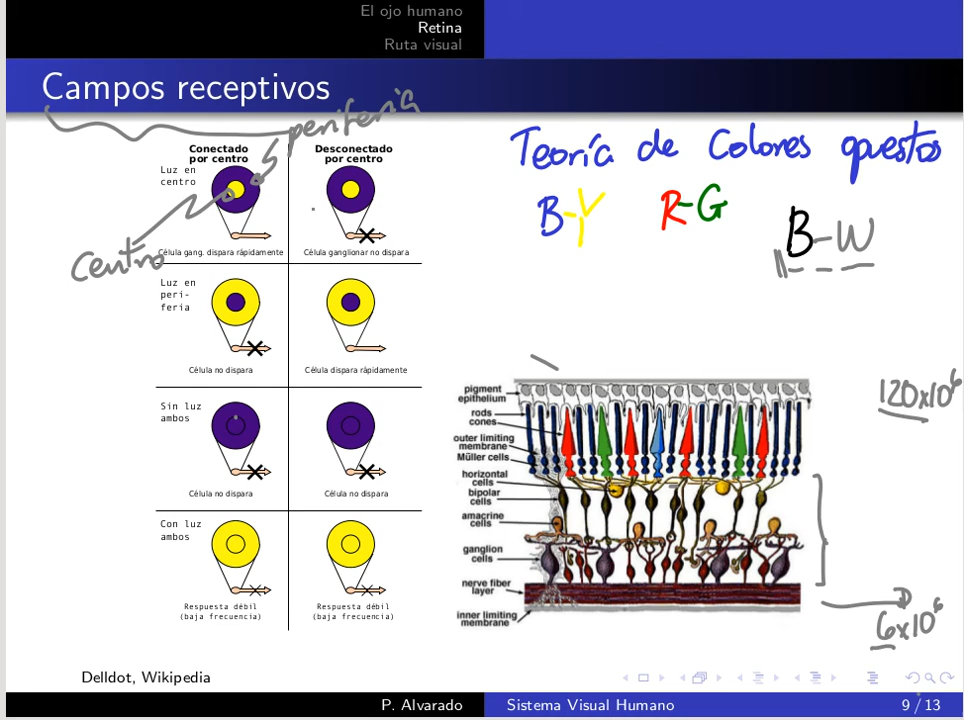 El ojo humano
Retina
Ruta visual
Campos receptivos
periferia
centro
Conectado
por centro
Desconectado
por centro
Luz en
centro
Célula gang. dispara rápidamente
Célula ganglionar no dispara
Luz en
peri-
feria
Célula no dispara
Célula dispara rápidamente
Sin luz
ambos
Célula no dispara
Célula no dispara
Con luz
ambos
Respuesta débil
(baja frecuencia)
Respuesta débil
(baja frecuencia)
Teoría de Colores opuestos
B-Y
R-G
B-W
pigment
epithelium
rods
cones
outer limiting
membrane
Müller cells
horizontal
cells
bipolar
cells
amacrine
cells
ganglion
cells
nerve fiber
layer
inner limiting
membrane
120x10⁶
6x10⁶
Delldot, Wikipedia
P. Alvarado
Sistema Visual Humano
9 / 13